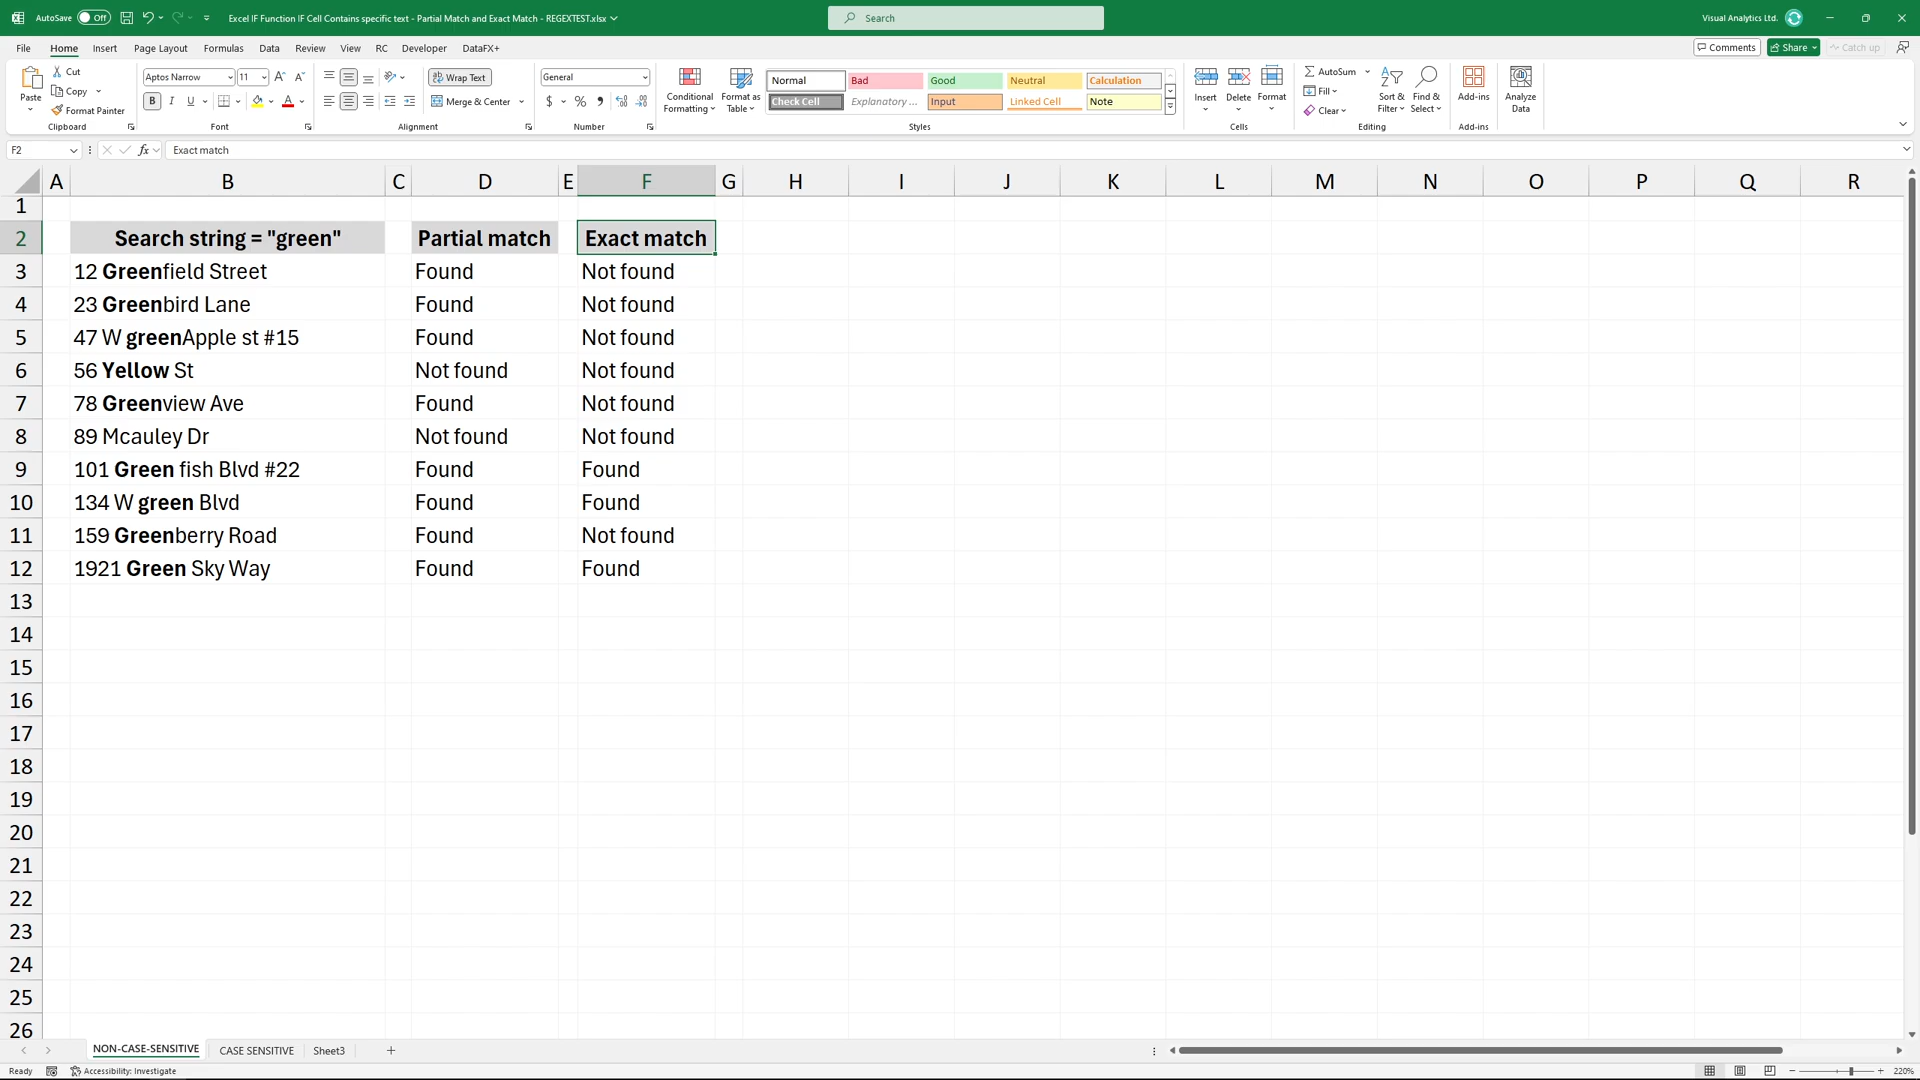 AutoSave Off Excel IF Function IF Cell Contains specific text - Partial Match and Exact Match - REGEXTEST.xlsx Search Visual Analytics Ltd.
File Home Insert Page Layout Formulas Data Review View RC Developer DataFX+ Comments Share Catch up
Paste Cut Copy Format Painter Clipboard
Aptos Narrow 11 B I U A Font
Wrap Text Merge & Center Alignment
General $ % , Number
Conditional Formatting Format as Table
Normal Bad Good Neutral Calculation
Check Cell Explanatory ... Input Linked Cell Note
Styles
Insert Delete Format Cells
AutoSum Fill Clear Sort & Filter Find & Select Editing
Add-ins Add-ins
Analyze Data
F2 fx Exact match
A B C D E F G H I J K L M N O P Q R
1
2 Search string = "green" Partial match Exact match
3 12 Greenfield Street Found Not found
4 23 Greenbird Lane Found Not found
5 47 W greenApple st #15 Found Not found
6 56 Yellow St Not found Not found
7 78 Greenview Ave Found Not found
8 89 Mcauley Dr Not found Not found
9 101 Green fish Blvd #22 Found Found
10 134 W green Blvd Found Found
11 159 Greenberry Road Found Not found
12 1921 Green Sky Way Found Found
13
14
15
16
17
18
19
20
21
22
23
24
25
26
NON-CASE-SENSITIVE CASE SENSITIVE Sheet3
Ready Accessibility: Investigate 220%